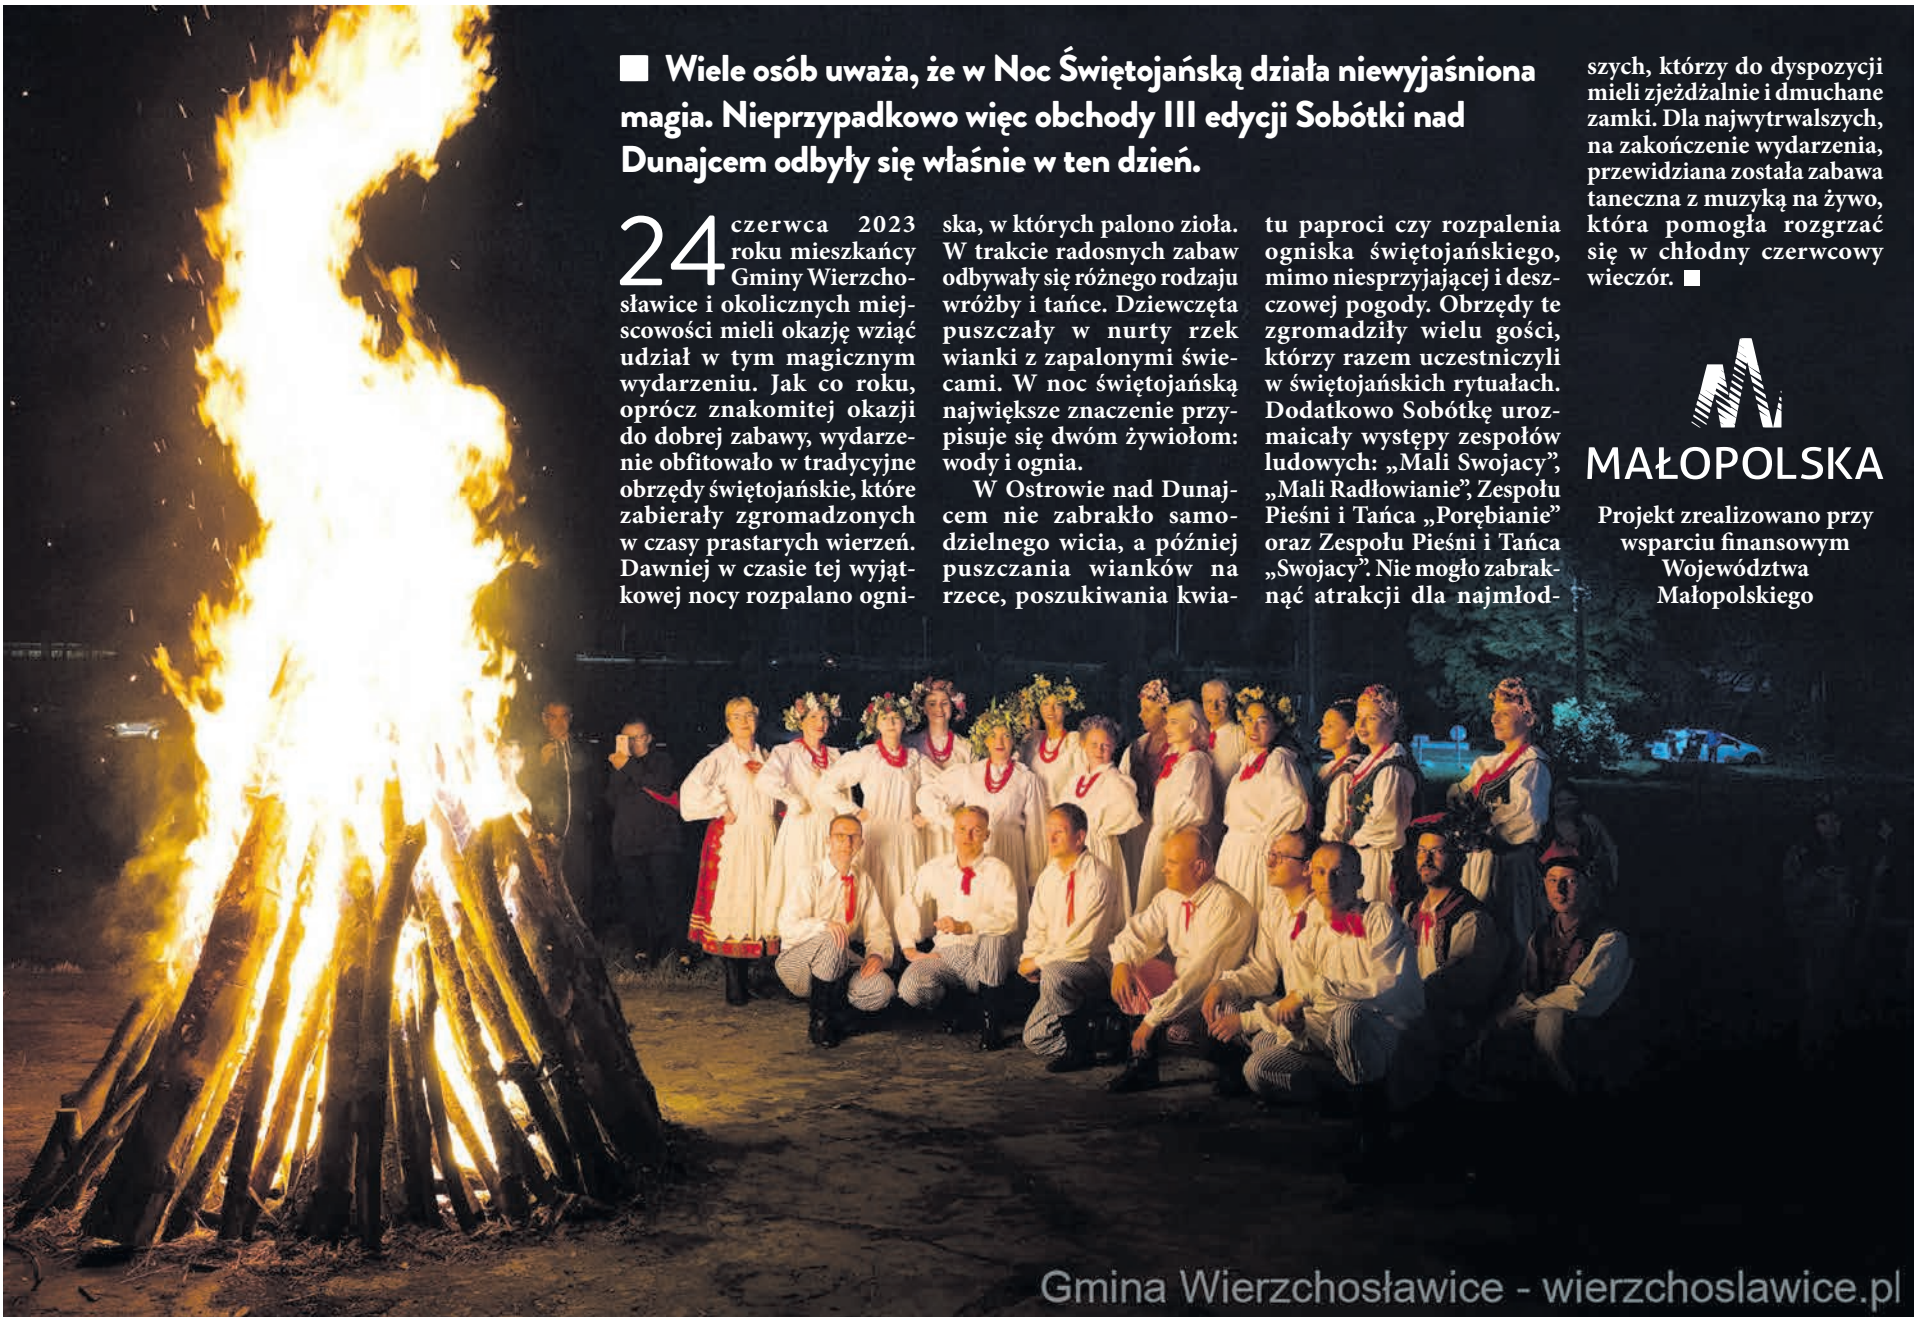 Wiele osób uważa, że w Noc Świętojańską działa niewyjaśniona
magia. Nieprzypadkowo więc obchody III edycji Sobótki nad
Dunajcem odbyły się właśnie w ten dzień.
24 czerwca 2023
roku mieszkańcy
Gminy Wierzcho-
sławice i okolicznych miej-
scowości mieli okazję wziąć
udział w tym magicznym
wydarzeniu. Jak co roku,
oprócz znakomitej okazji
do dobrej zabawy, wydarze-
nie obfitowało w tradycyjne
obrzędy świętojańskie, które
zabierały zgromadzonych
w czasy prastarych wierzeń.
Dawniej w czasie tej wyjąt-
kowej nocy rozpalano ogni-
ska, w których palono zioła.
W trakcie radosnych zabaw
odbywały się różnego rodzaju
wróżby i tańce. Dziewczęta
puszczały w nurty rzek
wianki z zapalonymi świe-
cami. W noc świętojańską
największe znaczenie przy-
pisuje się dwóm żywiołom:
wody i ognia.
W Ostrowie nad Dunaj-
cem nie zabrakło samo-
dzielnego wicia, a później
puszczania wianków na
rzece, poszukiwania kwia-
tu paproci czy rozpalenia
ogniska świętojańskiego,
mimo niesprzyjającej i desz-
czowej pogody. Obrzędy te
zgromadziły wielu gości,
którzy razem uczestniczyli
w świętojańskich rytuałach.
Dodatkowo Sobótkę uroz-
maicały występy zespołów
ludowych: „Mali Swojacy”,
„Mali Radłowianie”, Zespołu
Pieśni i Tańca „Porębianie”
oraz Zespołu Pieśni i Tańca
„Swojacy”. Nie mogło zabrak-
nąć atrakcji dla najmłod-
szych, którzy do dyspozycji
mieli zjeżdżalnie i dmuchane
zamki. Dla najwytrwalszych,
na zakończenie wydarzenia,
przewidziana została zabawa
taneczna z muzyką na żywo,
która pomogła rozgrzać
się w chłodny czerwcowy
wieczór.
MAŁOPOLSKA
Projekt zrealizowano przy
wsparciu finansowym
Województwa
Małopolskiego
Gmina Wierzchosławice - wierzchoslawice.pl